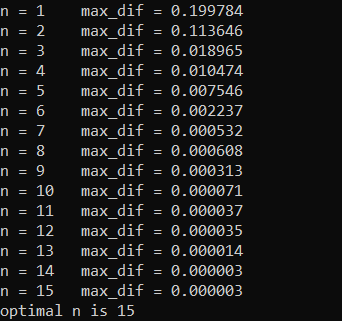 n = 1    max_dif = 0.199784
n = 2    max_dif = 0.113646
n = 3    max_dif = 0.018965
n = 4    max_dif = 0.010474
n = 5    max_dif = 0.007546
n = 6    max_dif = 0.002237
n = 7    max_dif = 0.000532
n = 8    max_dif = 0.000608
n = 9    max_dif = 0.000313
n = 10   max_dif = 0.000071
n = 11   max_dif = 0.000037
n = 12   max_dif = 0.000035
n = 13   max_dif = 0.000014
n = 14   max_dif = 0.000003
n = 15   max_dif = 0.000003
optimal n is 15